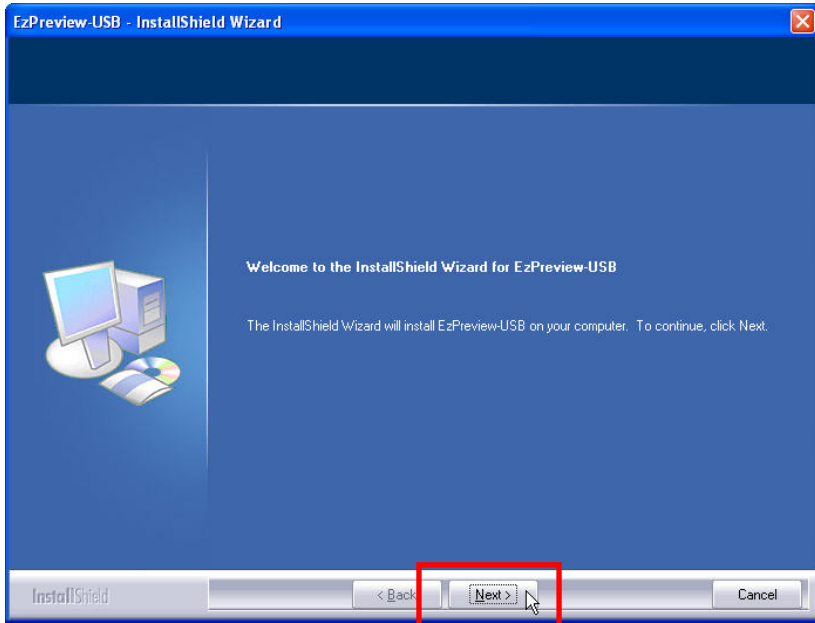 EzPreview-USB - InstallShield Wizard
Welcome to the InstallShield Wizard for EzPreview-USB
The InstallShield Wizard will install EzPreview-USB on your computer. To continue, click Next.
InstallShield
< Back
Next >
Cancel